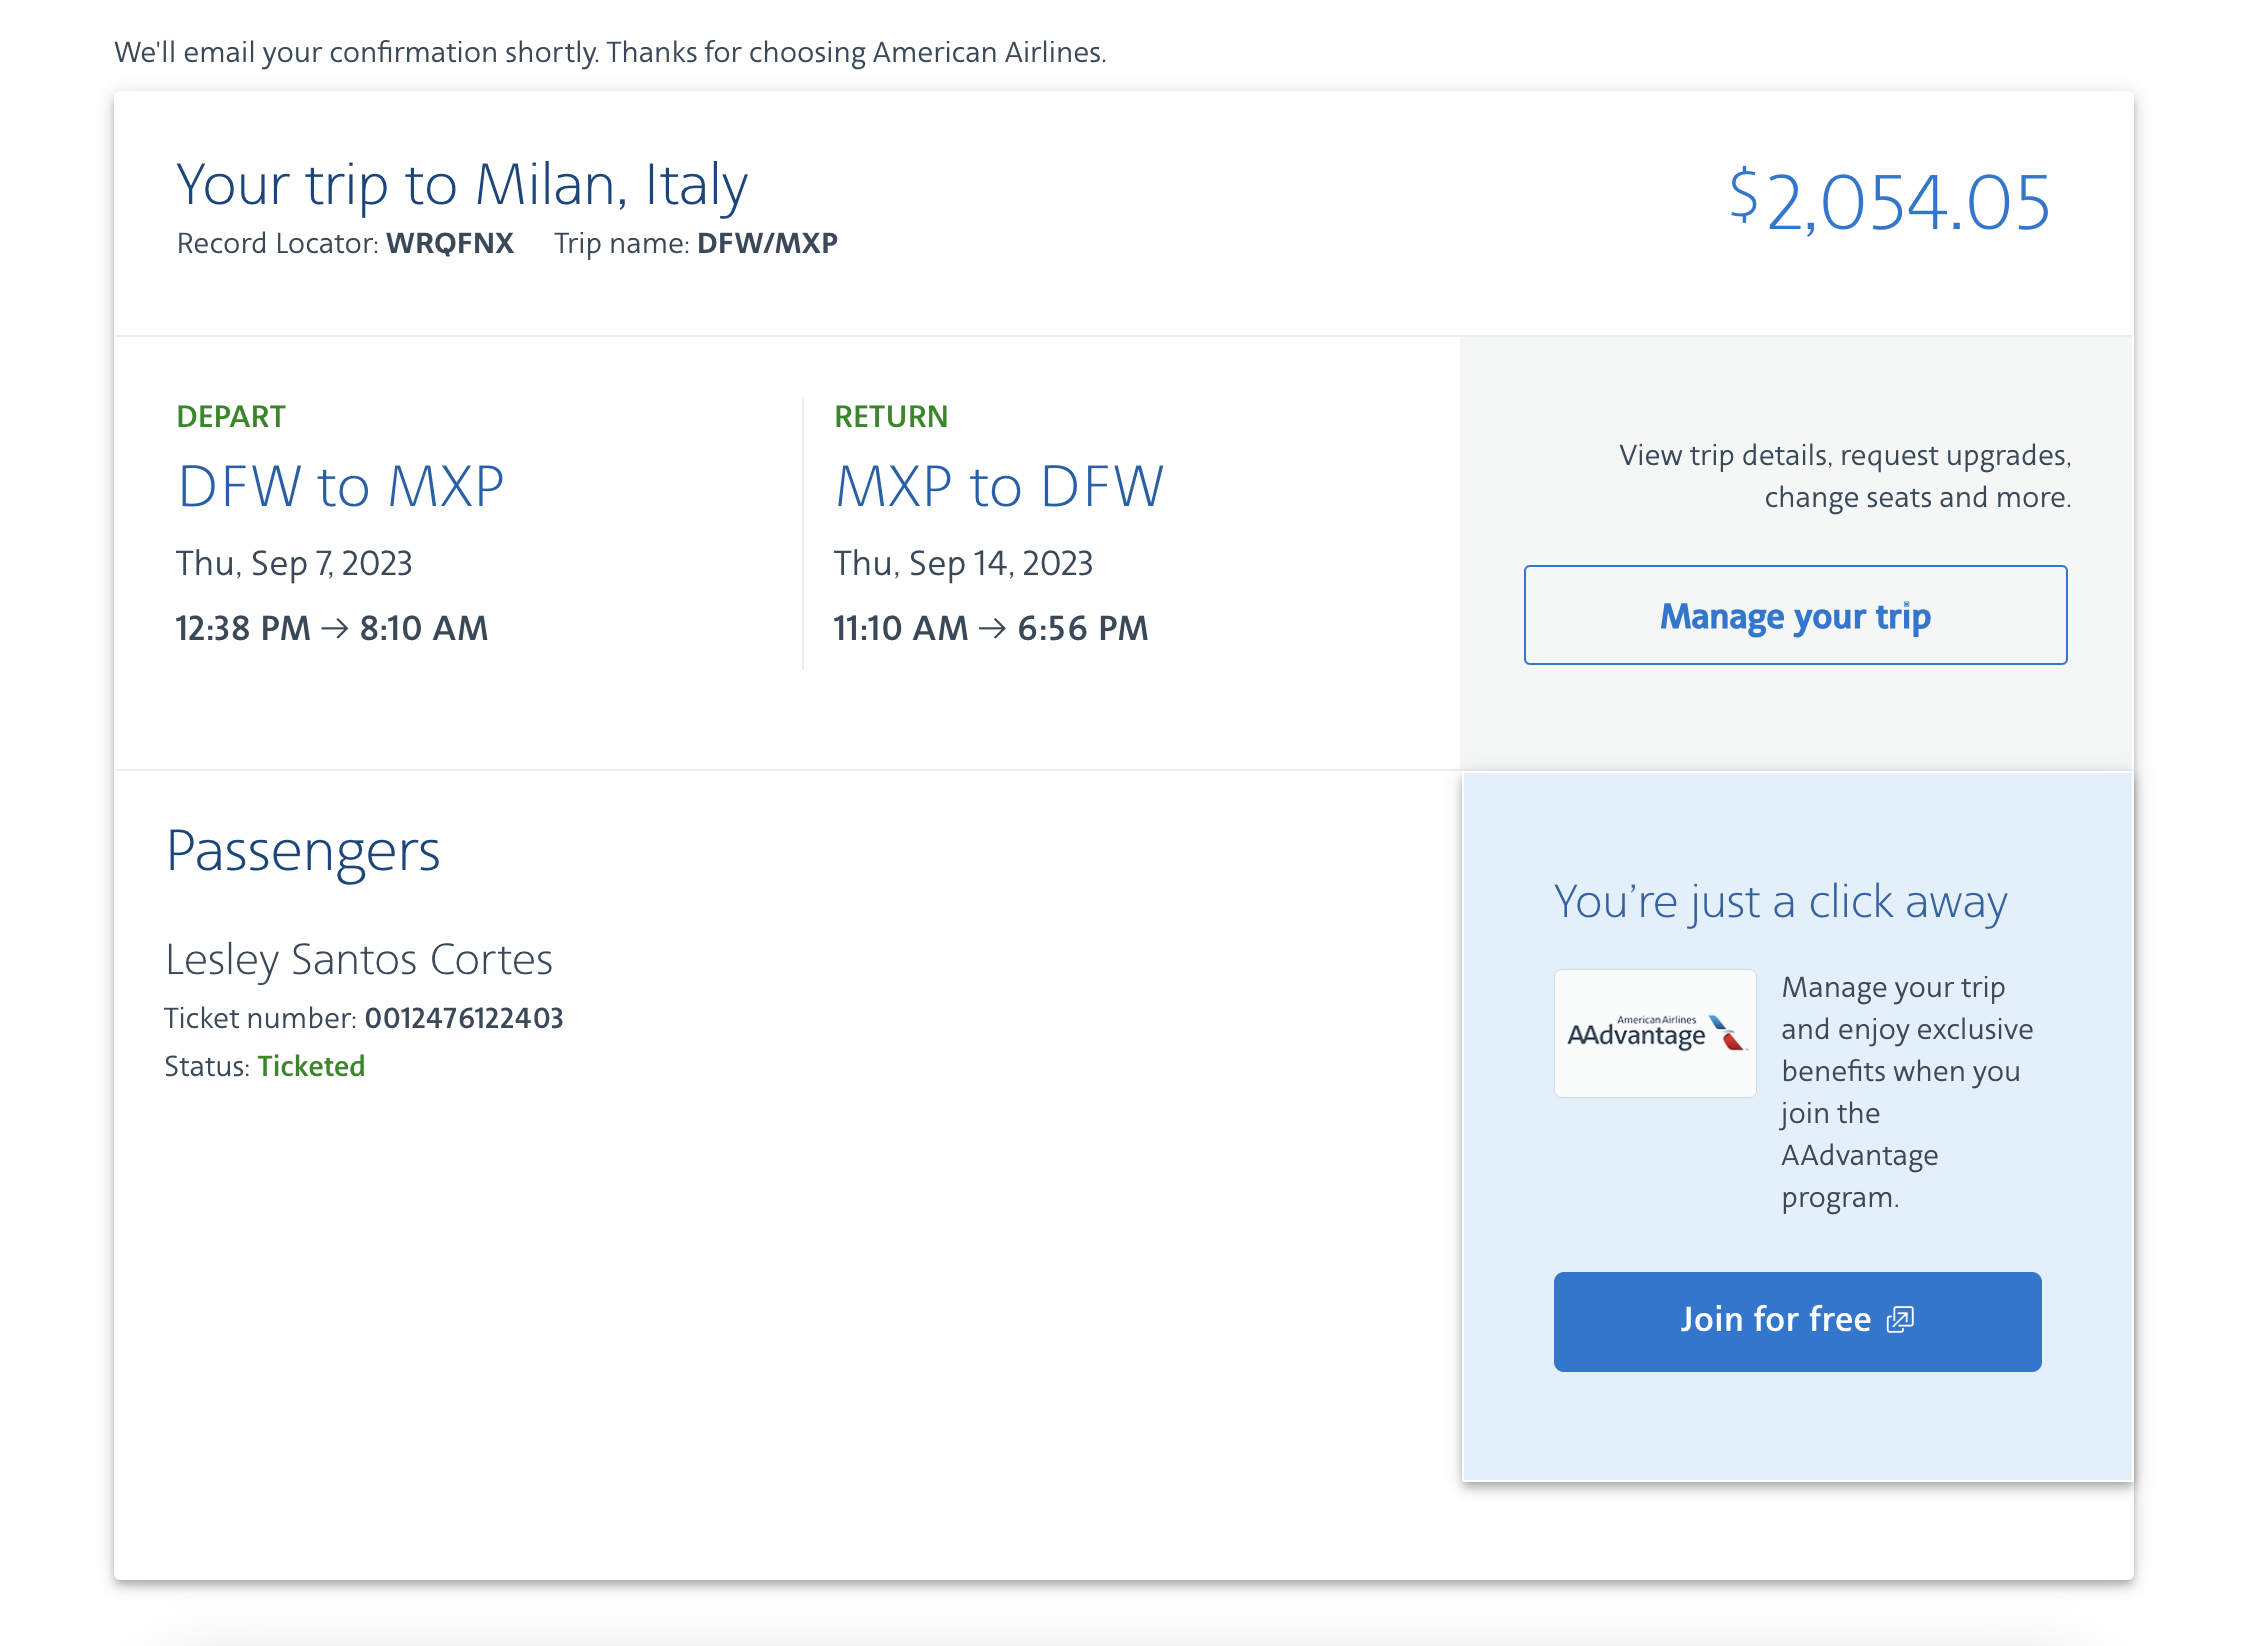 We'll email your confirmation shortly. Thanks for choosing American Airlines.
Your trip to Milan, Italy
$2,054.05
Record Locator: WRQFNX Trip name: DFW/MXP
DEPART
DFW to MXP
Thu, Sep 7, 2023
12:38 PM → 8:10 AM
RETURN
MXP to DFW
Thu, Sep 14, 2023
11:10 AM → 6:56 PM
View trip details, request upgrades,
change seats and more.
Manage your trip
Passengers
Lesley Santos Cortes
Ticket number: 0012476122403
Status: Ticketed
You're just a click away
American Airlines
AAdvantage
Manage your trip
and enjoy exclusive
benefits when you
join the
AAdvantage
program.
Join for free